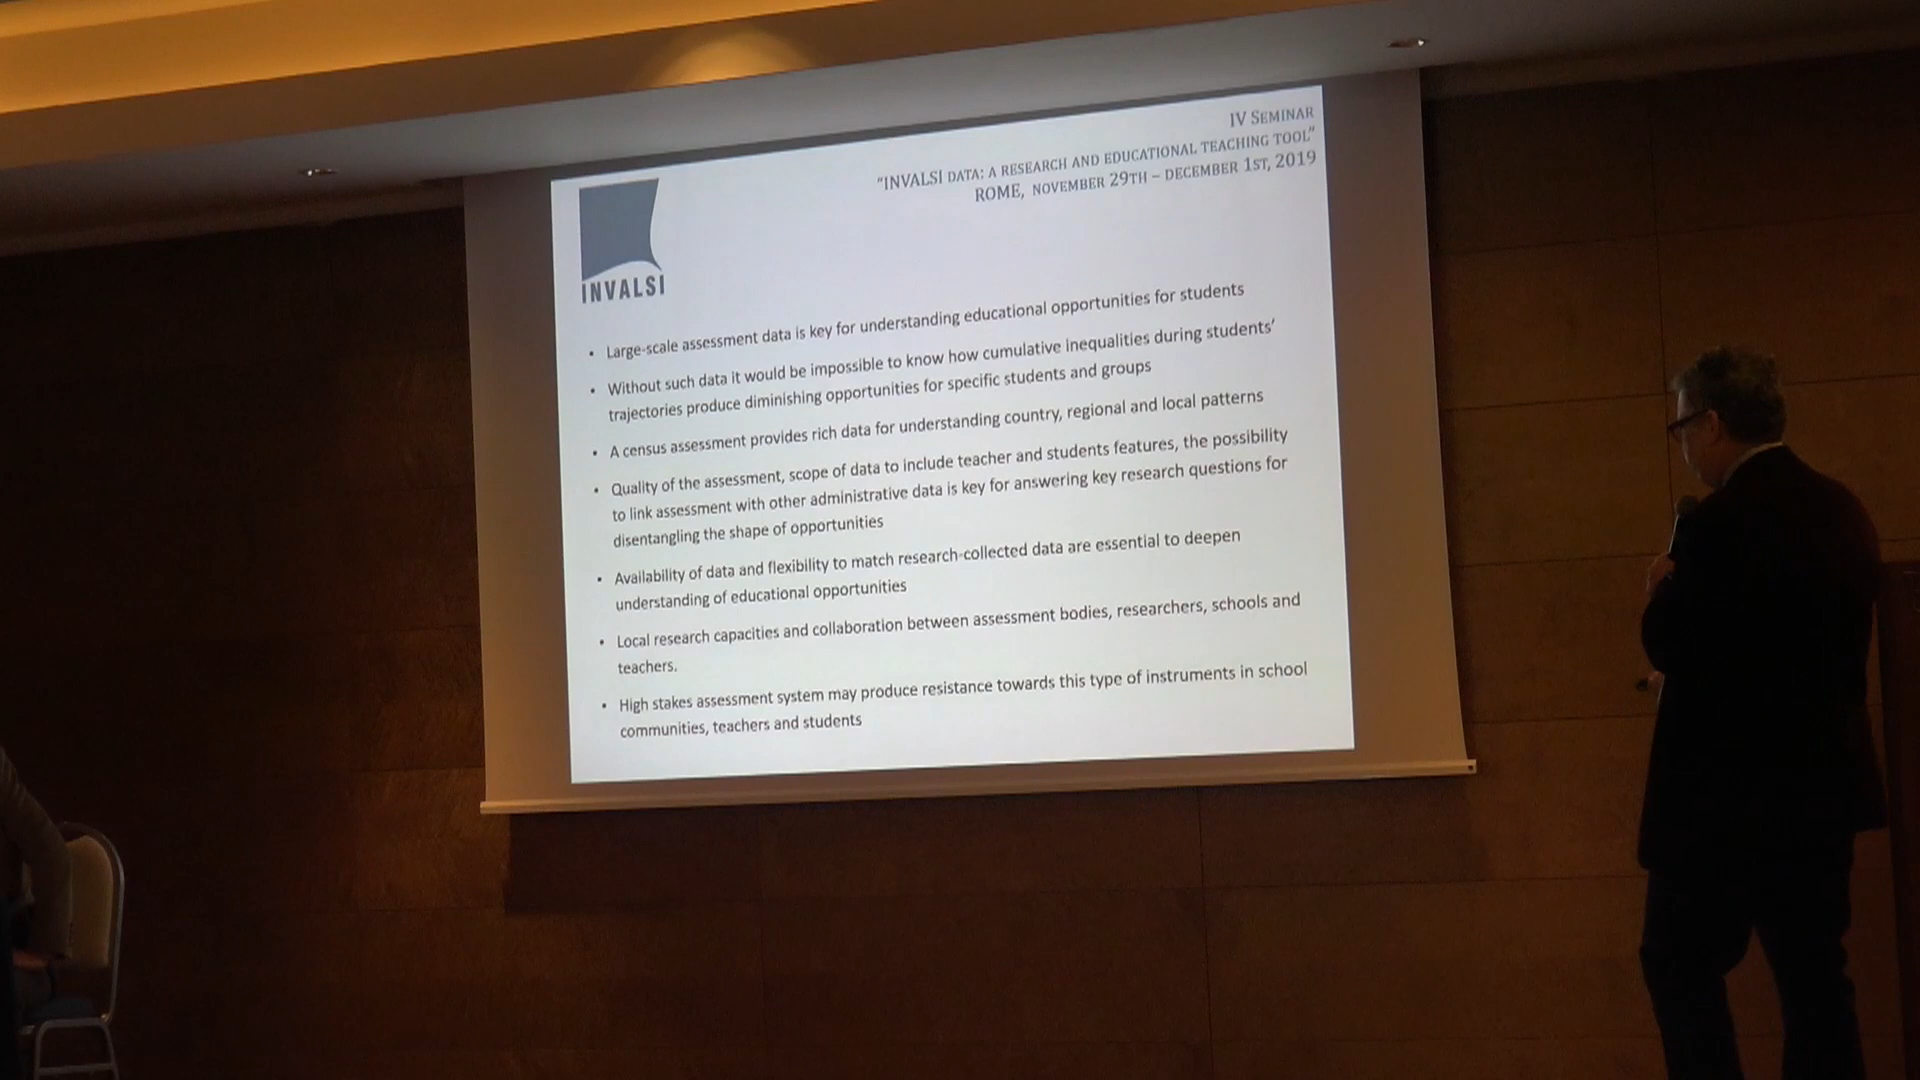 IV SEMINAR
"INVALSI DATA: A RESEARCH AND EDUCATIONAL TEACHING TOOL"
ROME, NOVEMBER 29TH – DECEMBER 1ST, 2019
INVALSI
• Large-scale assessment data is key for understanding educational opportunities for students
• Without such data it would be impossible to know how cumulative inequalities during students'
trajectories produce diminishing opportunities for specific students and groups
• A census assessment provides rich data for understanding country, regional and local patterns
• Quality of the assessment, scope of data to include teacher and students features, the possibility
to link assessment with other administrative data is key for answering key research questions for
disentangling the shape of opportunities
• Availability of data and flexibility to match research-collected data are essential to deepen
understanding of educational opportunities
• Local research capacities and collaboration between assessment bodies, researchers, schools and
teachers.
• High stakes assessment system may produce resistance towards this type of instruments in school
communities, teachers and students